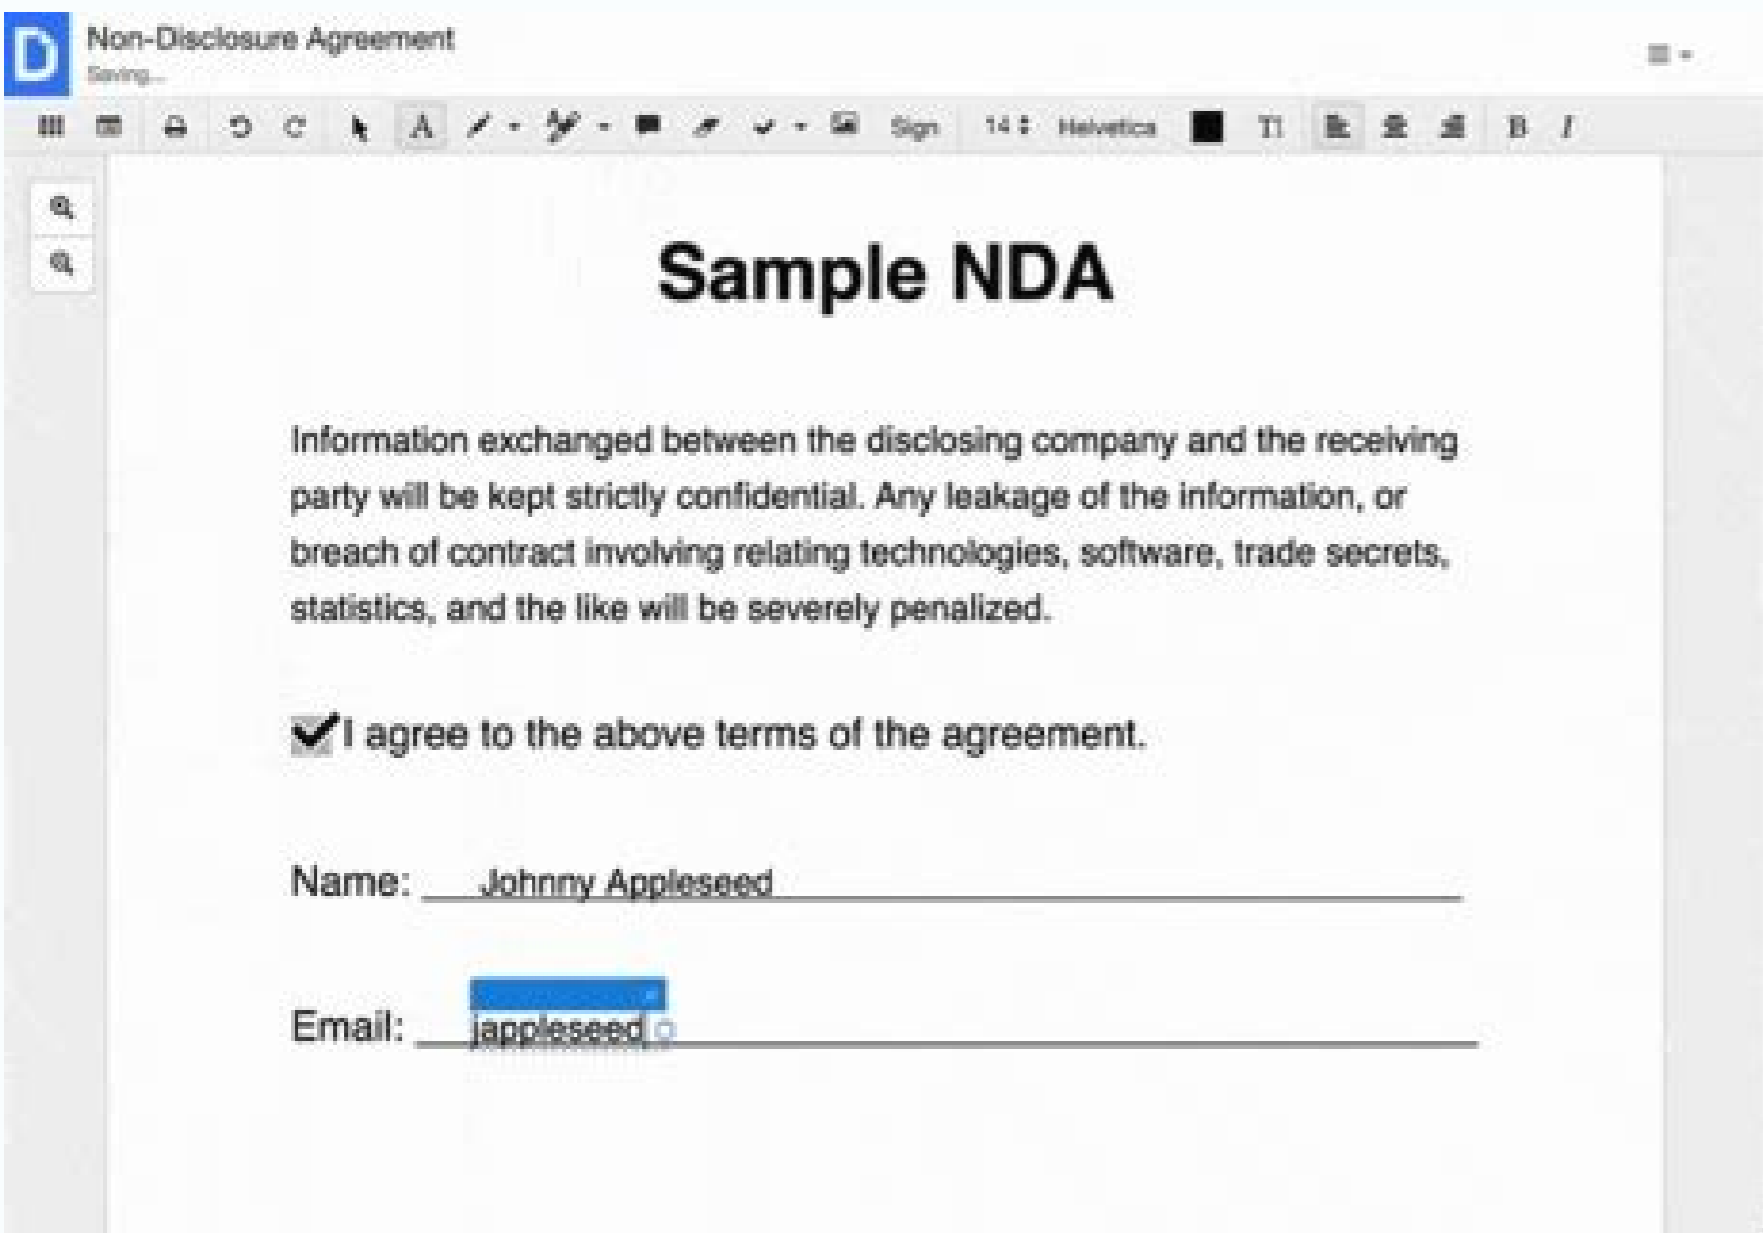 D
Non-Disclosure Agreement
Saving...
A Sign 14 Helvetica T1 B I
Sample NDA
Information exchanged between the disclosing company and the receiving
party will be kept strictly confidential. Any leakage of the information, or
breach of contract involving relating technologies, software, trade secrets,
statistics, and the like will be severely penalized.
I agree to the above terms of the agreement.
Name: Johnny Appleseed
Email: jappleseed